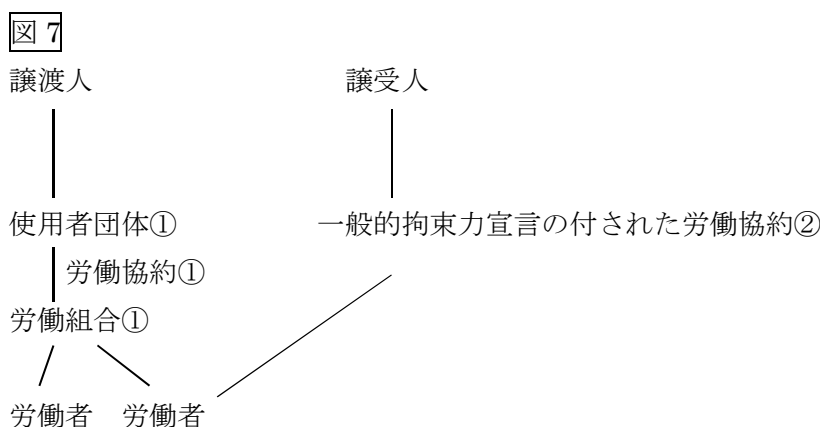 図 7
譲渡人 譲受人
使用者団体① 一般的拘束力宣言の付された労働協約②
労働協約①
労働組合①
労働者 労働者